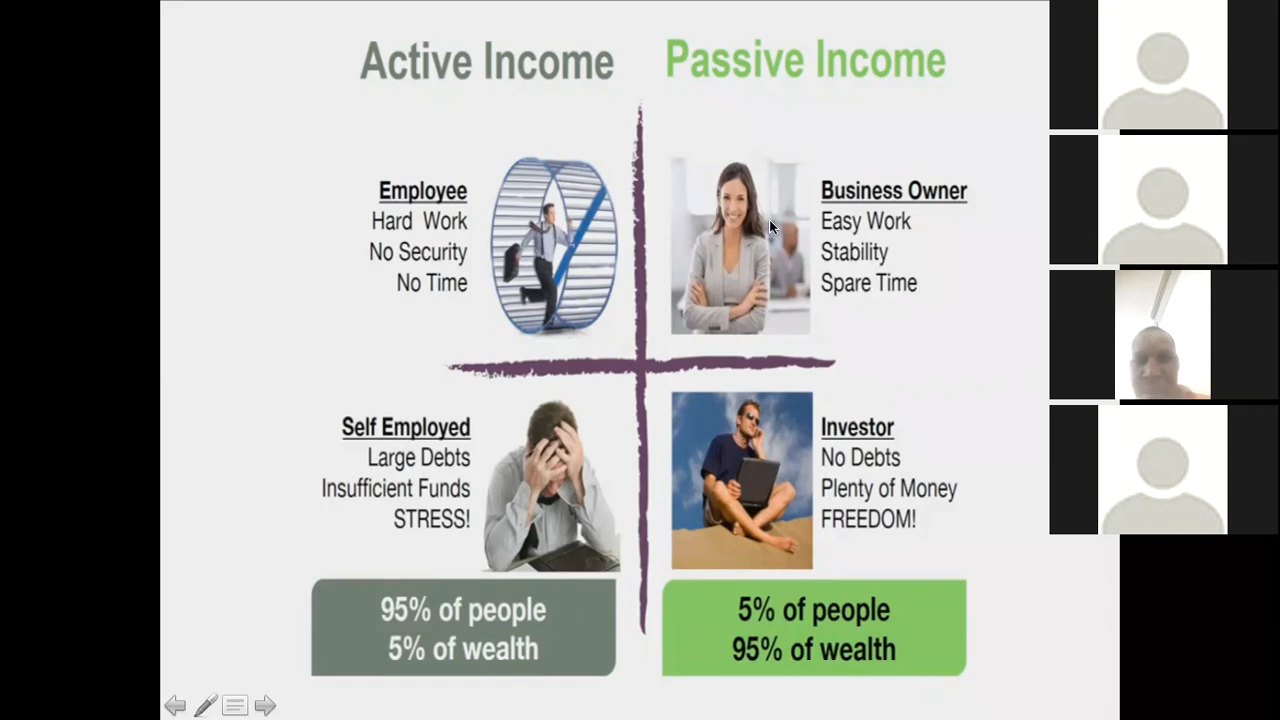 Active Income
Passive Income
Employee
Hard Work
No Security
No Time
Business Owner
Easy Work
Stability
Spare Time
Self Employed
Large Debts
Insufficient Funds
STRESS!
Investor
No Debts
Plenty of Money
FREEDOM!
95% of people
5% of wealth
5% of people
95% of wealth